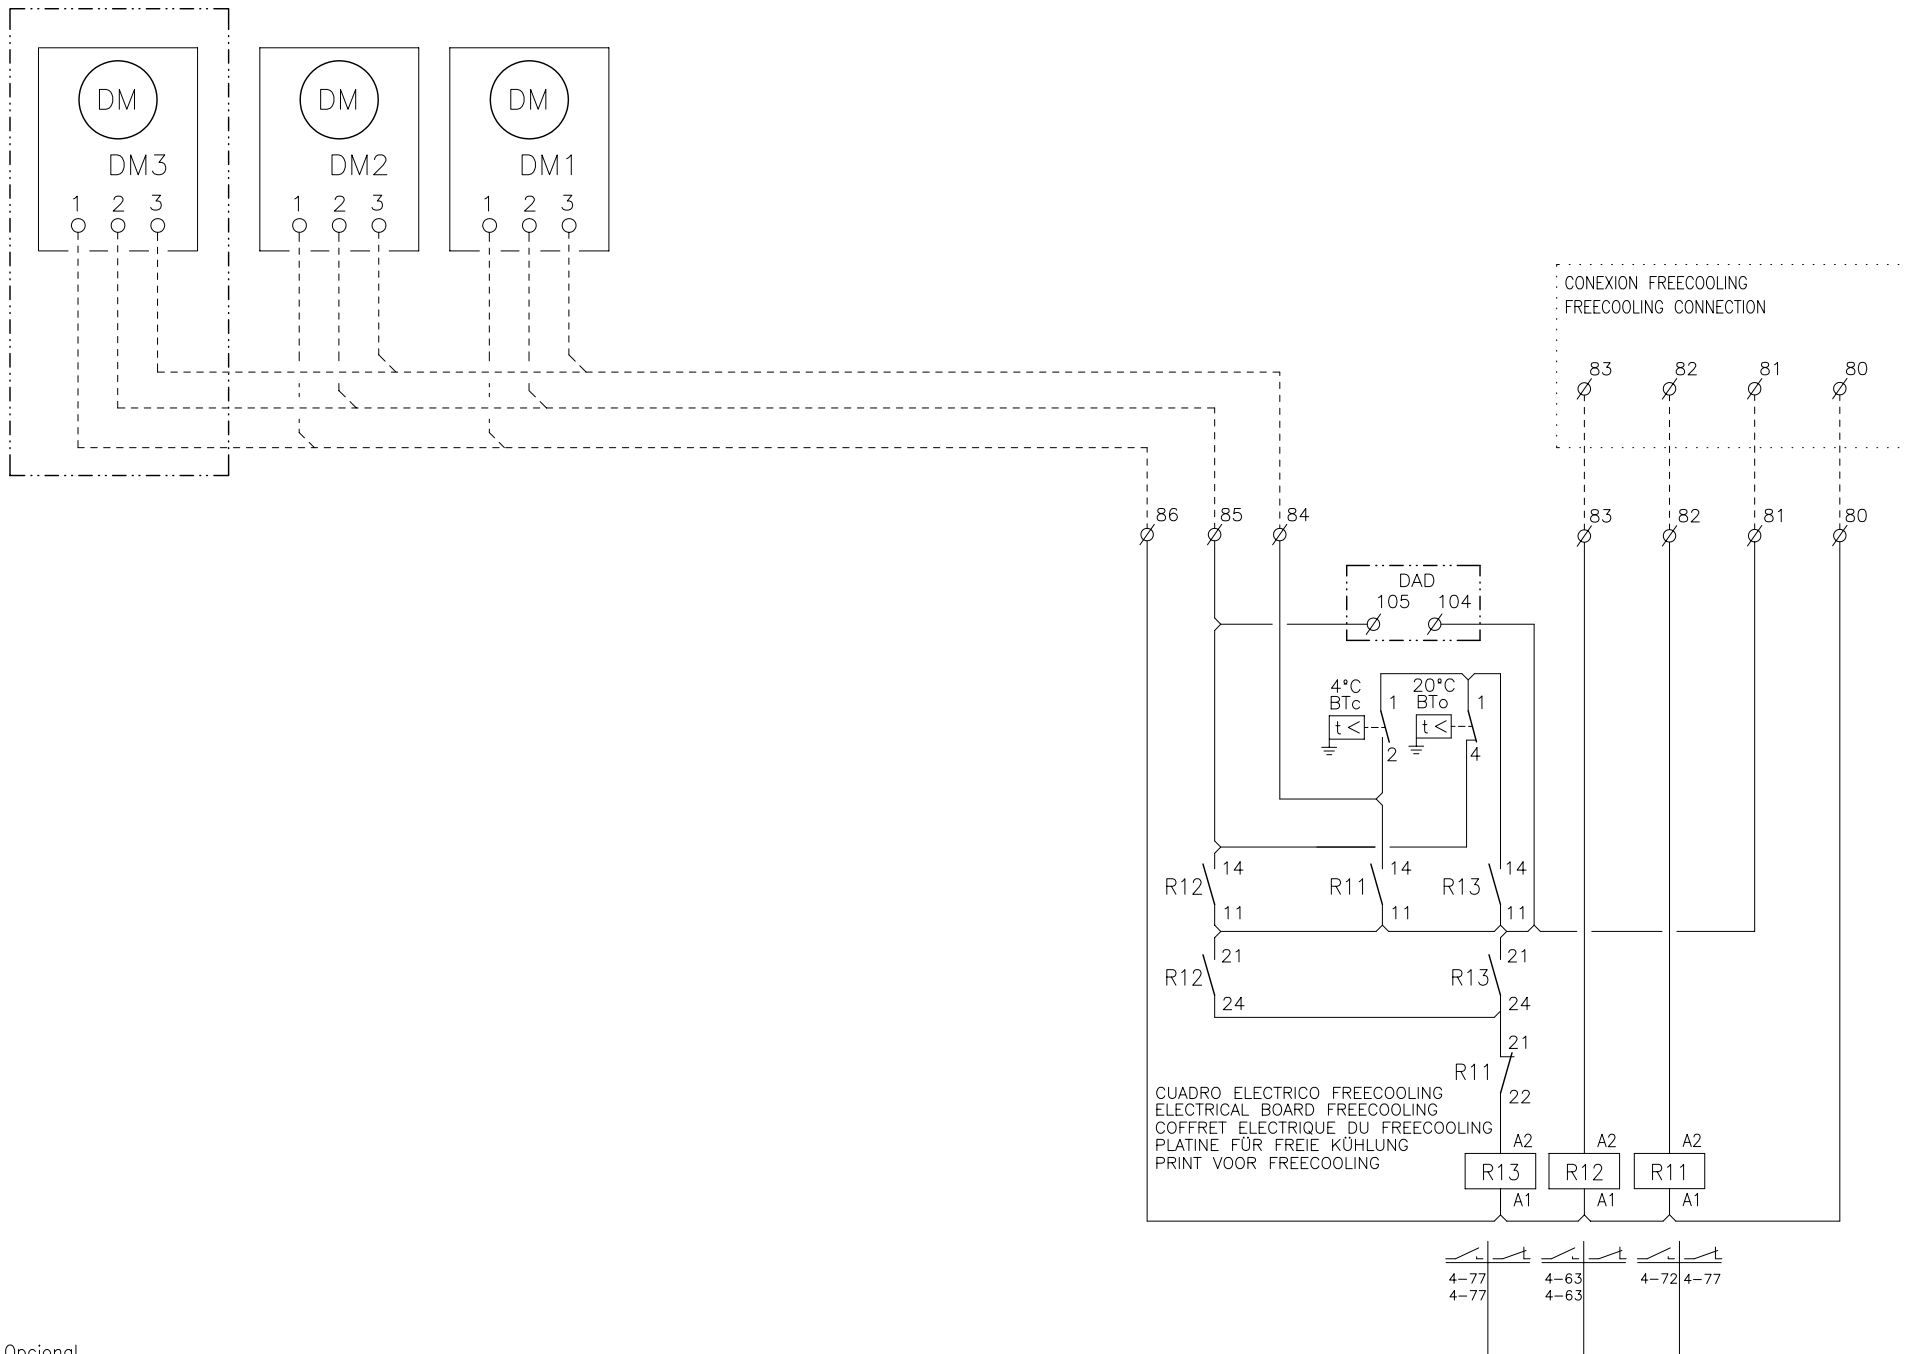 DM DM DM
DM3 DM2 DM1
1 2 3 1 2 3 1 2 3
CONEXION FREECOOLING
FREECOOLING CONNECTION
83 82 81 80
86 85 84 83 82 81 80
DAD
105 104
4°C 20°C
BTc 1 BTo 1
t < t <
2 4
14 14 14
R12 R11 R13
11 11 11
21 21
R12 R13
24 24
21
R11
22
CUADRO ELECTRICO FREECOOLING
ELECTRICAL BOARD FREECOOLING
COFFRET ELECTRIQUE DU FREECOOLING
PLATINE FÜR FREIE KÜHLUNG
PRINT VOOR FREECOOLING
A2 A2 A2
R13 R12 R11
A1 A1 A1
4-77 4-63 4-72 4-77
4-77 4-63
Opcional